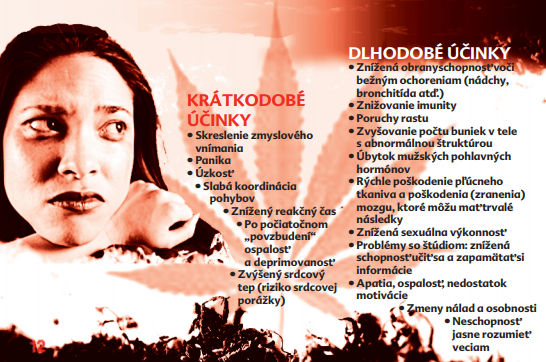 KRÁTKODOBÉ
ÚČINKY
• Skreslenie zmyslového
vnímania
• Panika
• Úzkosť
• Slabá koordinácia
pohybov
• Znížený reakčný čas
• Po počiatočnom
„povzbudení“
ospalosť
a deprimovanosť
• Zvýšený srdcový
tep (riziko srdcovej
porážky)
DLHODOBÉ ÚČINKY
• Znížená obranyschopnosť voči
bežným ochoreniam (nádchy,
bronchitída atď.)
• Znižovanie imunity
• Poruchy rastu
• Zvyšovanie počtu buniek v tele
s abnormálnou štruktúrou
• Úbytok mužských pohlavných
hormónov
• Rýchle poškodenie pľúcneho
tkaniva a poškodenia (zranenia)
mozgu, ktoré môžu mať trvalé
následky
• Znížená sexuálna výkonnosť
• Problémy so štúdiom: znížená
schopnosť učiť sa a zapamätať si
informácie
• Apatia, ospalosť, nedostatok
motivácie
• Zmeny nálad a osobnosti
• Neschopnosť
jasne rozumieť
veciam
12